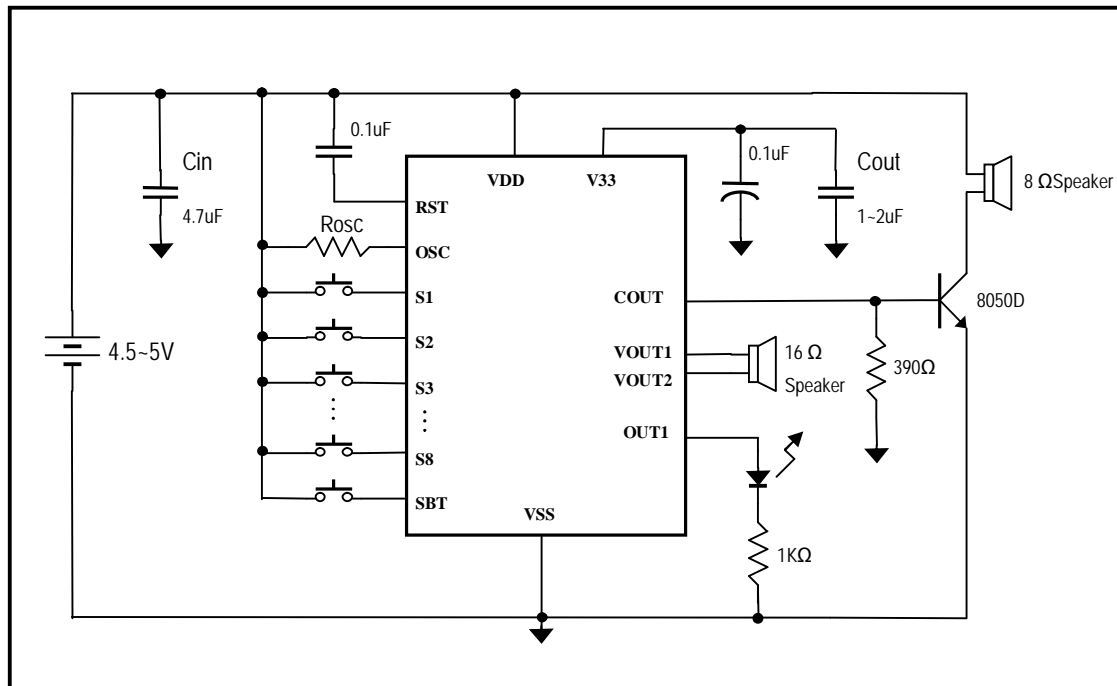 0.1uF
Cin
4.7uF
VDD
V33
0.1uF
Cout
1~2uF
8 ΩSpeaker
RST
Rosc
OSC
S1
COUT
8050D
S2
VOUT1
16 Ω
4.5~5V
VOUT2
Speaker
390Ω
S3
OUT1
S8
SBT
VSS
1KΩ